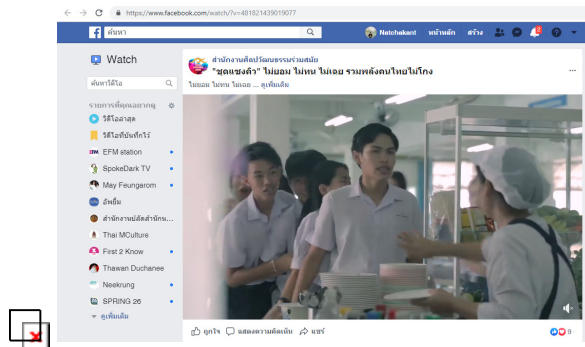 https://www.facebook.com/watch/?v=481821439019077
ค้นหา
Natchakant
หน้าหลัก
สร้าง
2
Watch
ค้นหาวิดีโอ
รายการที่คุณอยากดู
วิดีโอล่าสุด
วิดีโอที่บันทึกไว้
EFM station
SpokeDark TV
May Feungarom
อัพยิ้ม
สำนักงานปลัดสำนักน...
Thai MCulture
First 2 Know
Thawan Duchanee
Neekrung
SPRING 26
ดูเพิ่มเติม
สำนักงานศิลปวัฒนธรรมร่วมสมัย
"ชุดแซงคิว" ไม่ยอม ไม่ทน ไม่เฉย รวมพลังคนไทยไม่โกง
ไม่ยอม ไม่ทน ไม่เฉย ... ดูเพิ่มเติม
ถูกใจ
แสดงความคิดเห็น
แชร์
9